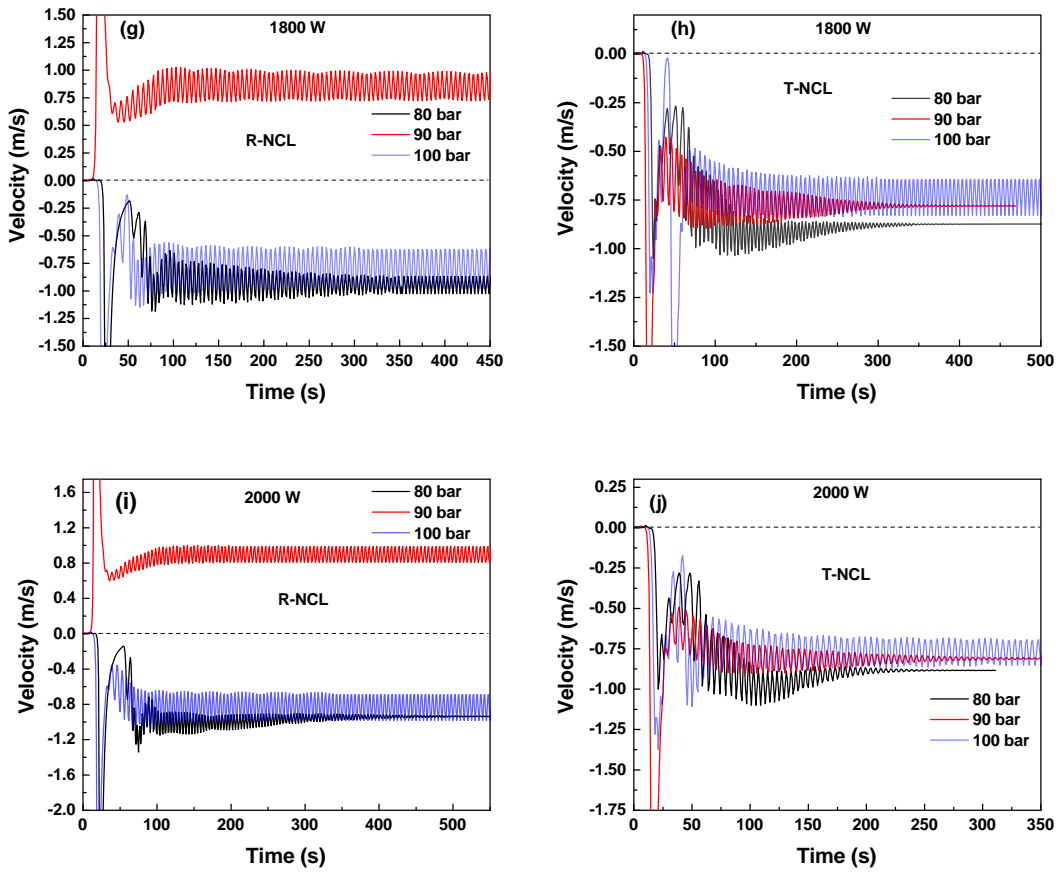 (g)
1800 W
R-NCL
80 bar
90 bar
100 bar
1.50
1.25
1.00
0.75
0.50
0.25
0.00
-0.25
-0.50
-0.75
-1.00
-1.25
-1.50
Velocity (m/s)
0 50 100 150 200 250 300 350 400 450
Time (s)
(h)
1800 W
T-NCL
80 bar
90 bar
100 bar
0.00
-0.25
-0.50
-0.75
-1.00
-1.25
-1.50
Velocity (m/s)
0 100 200 300 400 500
Time (s)
(i)
2000 W
80 bar
90 bar
100 bar
R-NCL
1.6
1.2
0.8
0.4
0.0
-0.4
-0.8
-1.2
-1.6
-2.0
Velocity (m/s)
0 100 200 300 400 500
Time (s)
(j)
2000 W
T-NCL
80 bar
90 bar
100 bar
0.25
0.00
-0.25
-0.50
-0.75
-1.00
-1.25
-1.50
-1.75
Velocity (m/s)
0 50 100 150 200 250 300 350
Time (s)